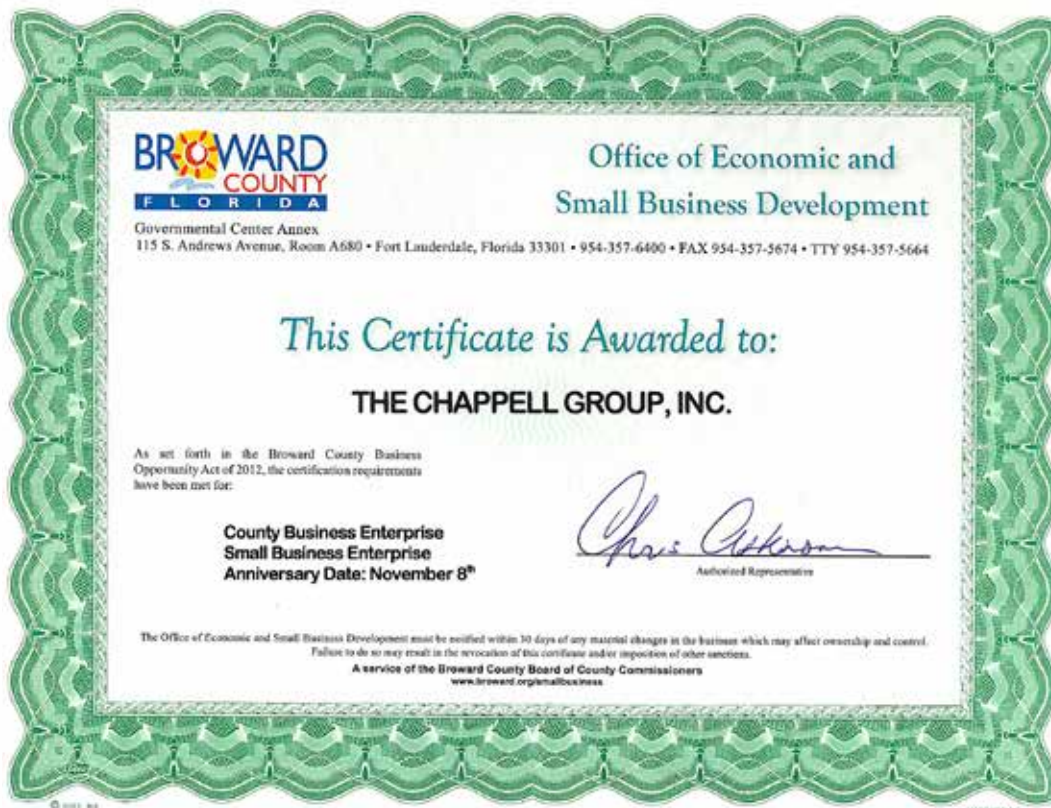 BROWARD
COUNTY
FLORIDA
Office of Economic and
Small Business Development
Governmental Center Annex
115 S. Andrews Avenue, Room A680 • Fort Lauderdale, Florida 33301 • 954-357-6400 • FAX 954-357-5674 • TTY 954-357-5664
This Certificate is Awarded to:
THE CHAPPELL GROUP, INC.
As set forth in the Broward County Business
Opportunity Act of 2012, the certification requirements
have been met for:
County Business Enterprise
Small Business Enterprise
Anniversary Date: November 8th
Chris
Authorized Representative
The Office of Economic and Small Business Development must be notified within 30 days of any material changes in the business which may affect ownership and control.
Failure to do so may result in the revocation of this certificate and/or imposition of other sanctions.
A service of the Broward County Board of County Commissioners
www.broward.org/smallbusiness